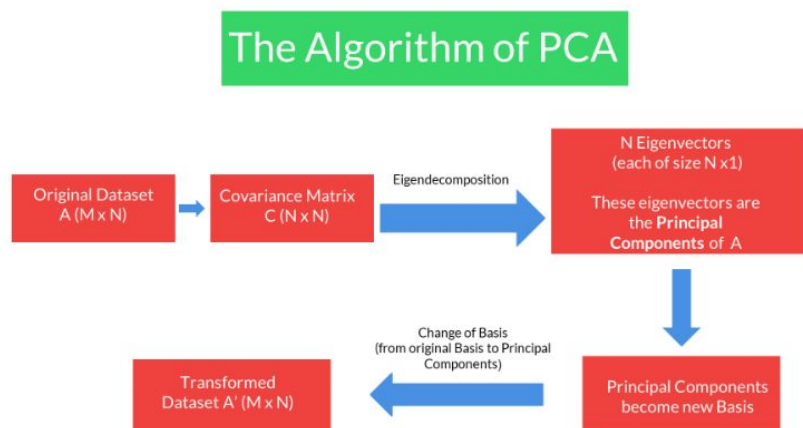 The Algorithm of PCA
Original Dataset
A (M x N)
Covariance Matrix
C (N x N)
Eigendecomposition
N Eigenvectors
(each of size N x1)
These eigenvectors are
the Principal
Components of A
Principal Components
become new Basis
Change of Basis
(from original Basis to Principal
Components)
Transformed
Dataset A' (M x N)